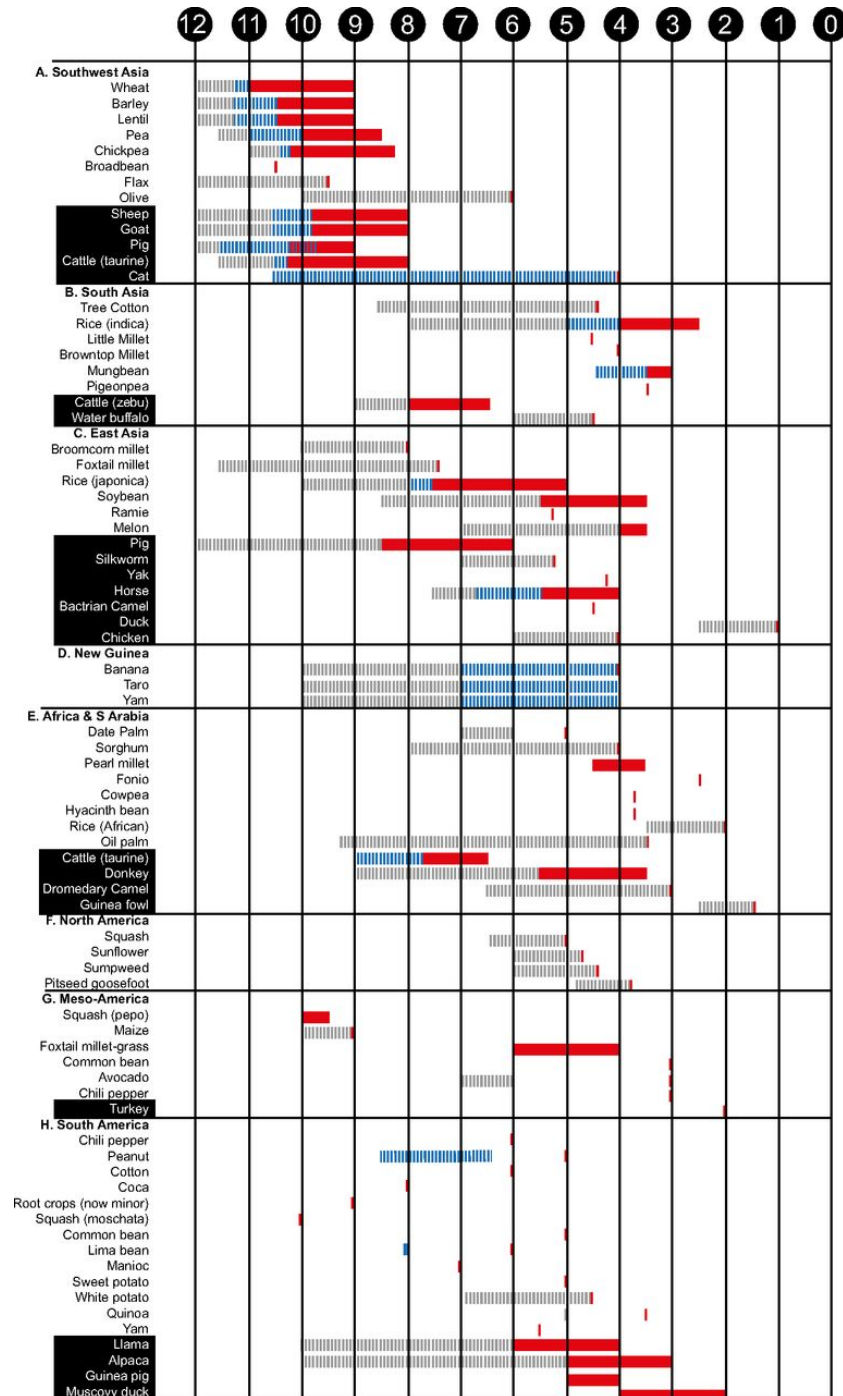 12 11 10 9 8 7 6 5 4 3 2 1 0
A. Southwest Asia
Wheat
Barley
Lentil
Pea
Chickpea
Broadbean
Flax
Olive
Sheep
Goat
Pig
Cattle (taurine)
Cat
B. South Asia
Tree Cotton
Rice (indica)
Little Millet
Browntop Millet
Mungbean
Pigeonpea
Cattle (zebu)
Water buffalo
C. East Asia
Broomcorn millet
Foxtail millet
Rice (japonica)
Soybean
Ramie
Melon
Pig
Silkworm
Yak
Horse
Bactrian Camel
Duck
Chicken
D. New Guinea
Banana
Taro
Yam
E. Africa & S Arabia
Date Palm
Sorghum
Pearl millet
Fonio
Cowpea
Hyacinth bean
Rice (African)
Oil palm
Cattle (taurine)
Donkey
Dromedary Camel
Guinea fowl
F. North America
Squash
Sunflower
Sumpweed
Pitseed goosefoot
G. Meso-America
Squash (pepo)
Maize
Foxtail millet-grass
Common bean
Avocado
Chili pepper
Turkey
H. South America
Chili pepper
Peanut
Cotton
Coca
Root crops (now minor)
Squash (moschata)
Common bean
Lima bean
Manioc
Sweet potato
White potato
Quinoa
Yam
Llama
Alpaca
Guinea pig
Muscovy duck